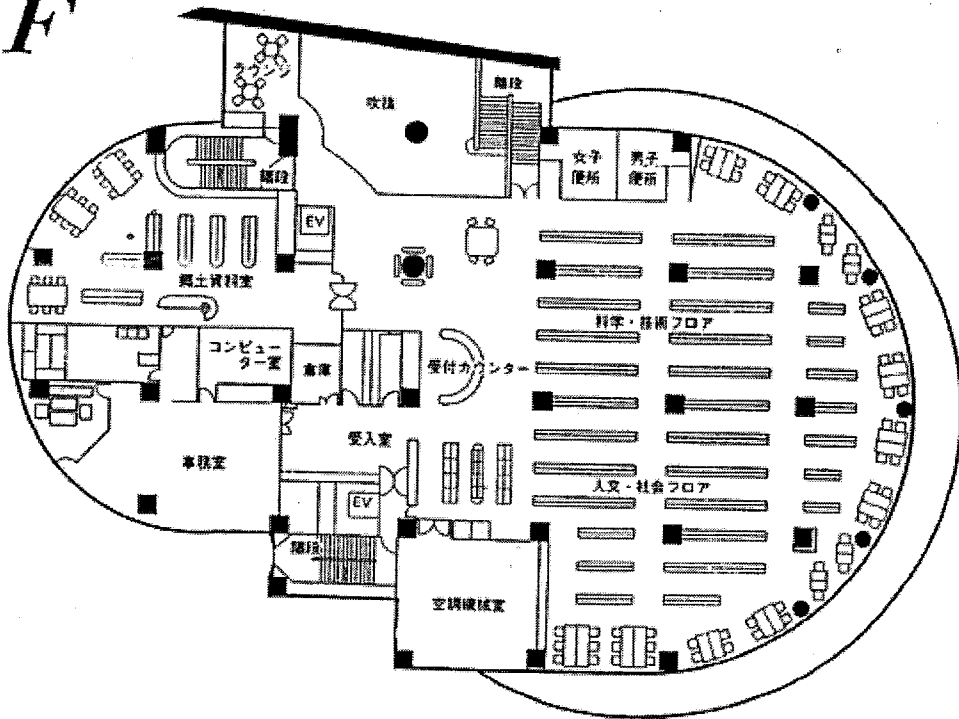 F
ラウンジ
吹抜
階段
女子
便所
男子
便所
階段
EV
郷土資料室
科学・技術フロア
コンピュー
ター室
倉庫
受付カウンター
受入室
事務室
人文・社会フロア
EV
階段
空調機械室